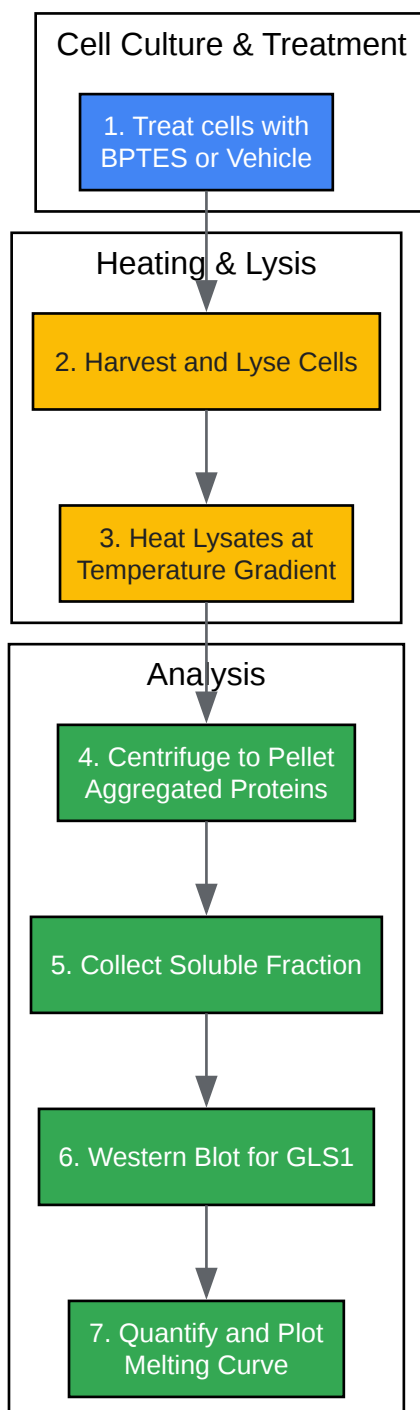 Cell Culture & Treatment
1. Treat cells with
BPTES or Vehicle
Heating & Lysis
2. Harvest and Lyse Cells
3. Heat Lysates at
Temperature Gradient
Analysis
4. Centrifuge to Pellet
Aggregated Proteins
5. Collect Soluble Fraction
6. Western Blot for GLS1
7. Quantify and Plot
Melting Curve